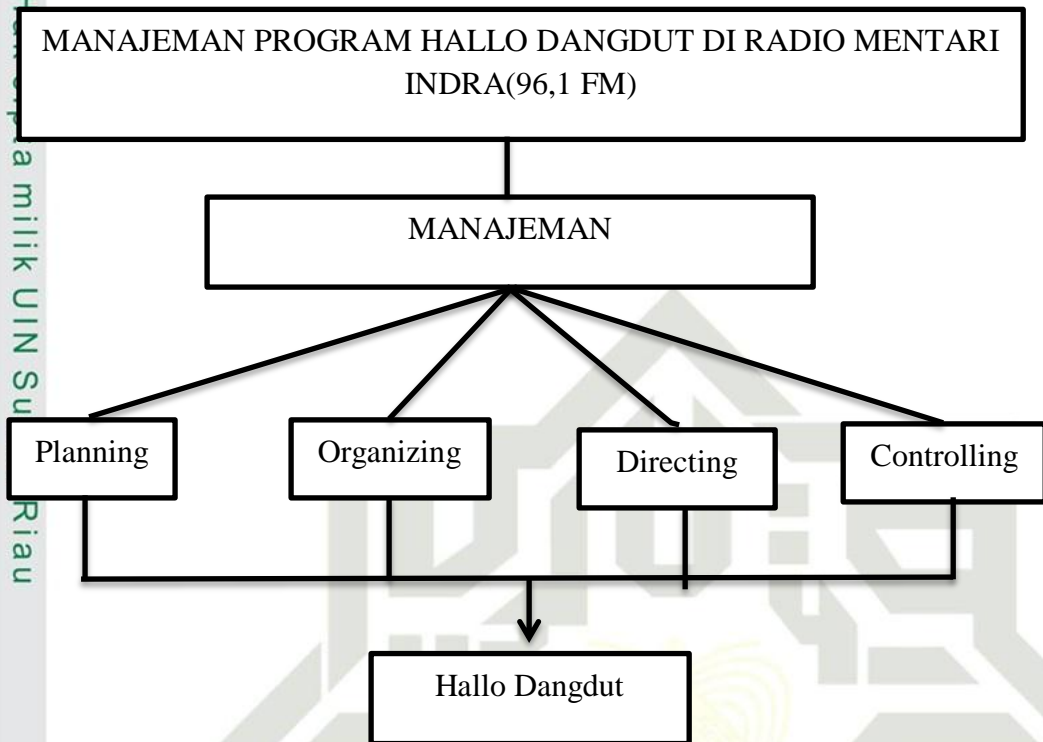 MANAJEMAN PROGRAM HALLO DANGDUT DI RADIO MENTARI
INDRA(96,1 FM)
MANAJEMAN
Planning
Organizing
Directing
Controlling
Hallo Dangdut
milik UIN Su
Riau